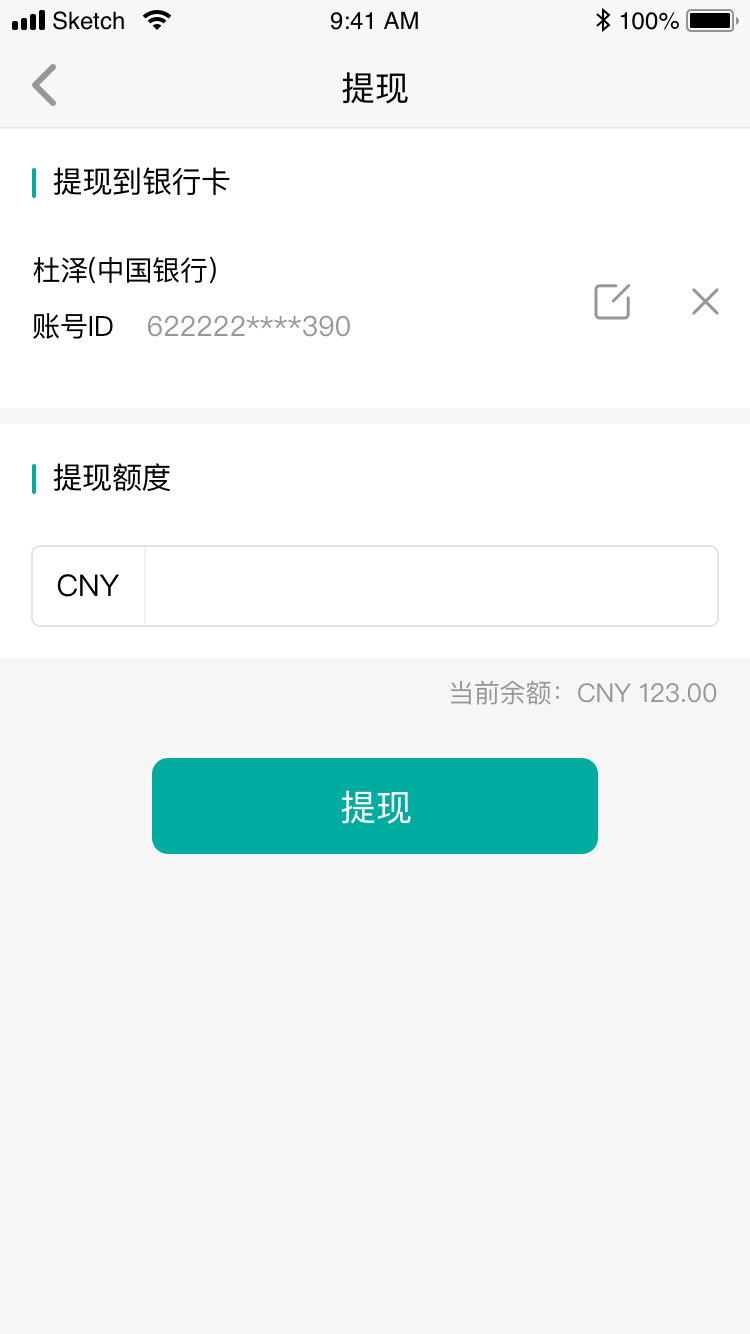 Sketch 9:41 AM 100%
提现
提现到银行卡
杜泽(中国银行)
账号ID 622222****390
提现额度
CNY
当前余额：CNY 123.00
提现